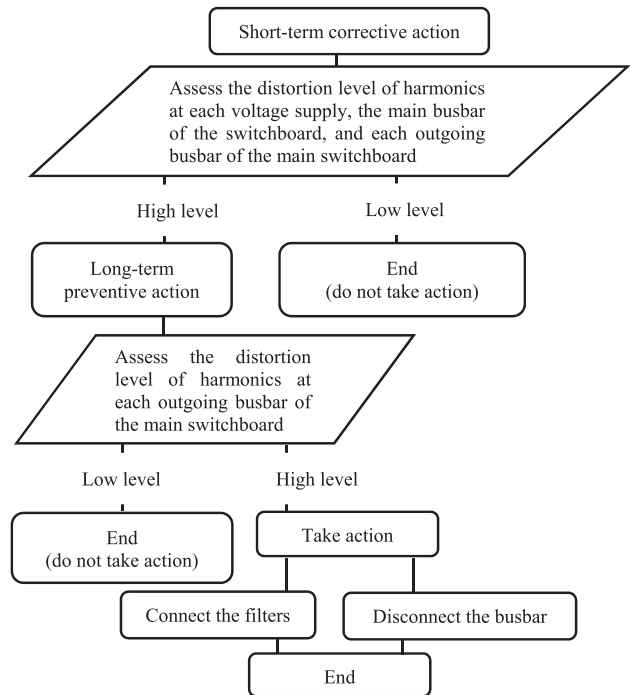 Short-term corrective action
Assess the distortion level of harmonics
at each voltage supply, the main busbar
of the switchboard, and each outgoing
busbar of the main switchboard
High level
Low level
Long-term
preventive action
End
(do not take action)
Assess the distortion
level of harmonics at
each outgoing busbar of
the main switchboard
Low level
High level
End
(do not take action)
Take action
Connect the filters
Disconnect the busbar
End